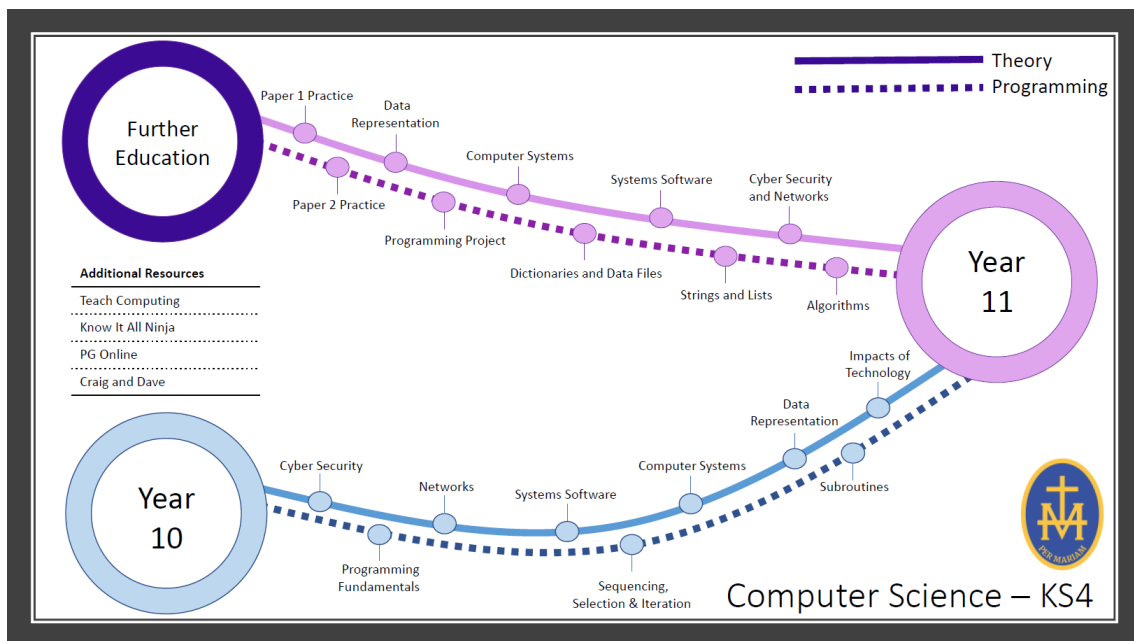 Theory
Programming
Further
Education
Paper 1 Practice
Data
Representation
Computer Systems
Systems Software
Cyber Security
and Networks
Paper 2 Practice
Programming Project
Dictionaries and Data Files
Strings and Lists
Algorithms
Year
11
Additional Resources
Teach Computing
Know It All Ninja
PG Online
Craig and Dave
Impacts of
Technology
Data
Representation
Computer Systems
Subroutines
Year
10
Cyber Security
Networks
Systems Software
Programming
Fundamentals
Sequencing,
Selection & Iteration
PER MARIAM
Computer Science – KS4